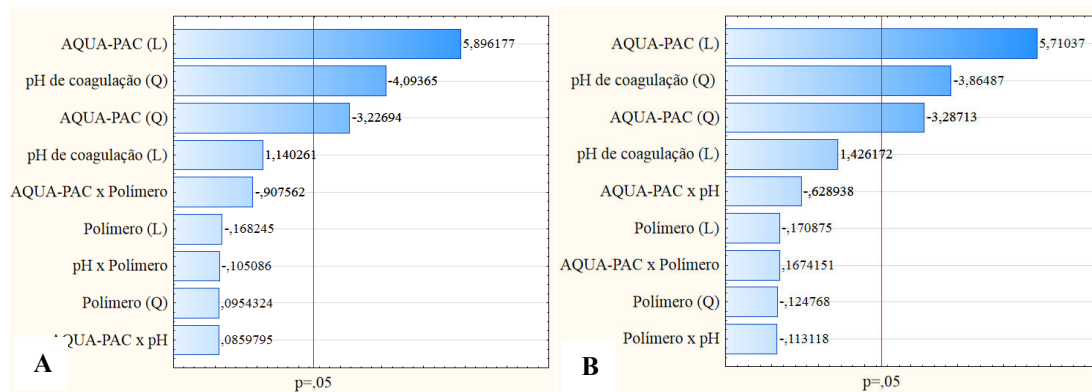 AQUA-PAC (L)
5,896177
pH de coagulação (Q)
-4,09365
AQUA-PAC (Q)
-3,22694
pH de coagulação (L)
1,140261
AQUA-PAC x Polímero
-,907562
Polímero (L)
-,168245
pH x Polímero
-,105086
Polímero (Q)
,0954324
AQUA-PAC x pH
,0859795
A
p=,05
AQUA-PAC (L)
5,71037
pH de coagulação (Q)
-3,86487
AQUA-PAC (Q)
-3,28713
pH de coagulação (L)
1,426172
AQUA-PAC x pH
-,628938
Polímero (L)
-,170875
AQUA-PAC x Polímero
,1674151
Polímero (Q)
-,124768
Polímero x pH
-,113118
B
p=,05